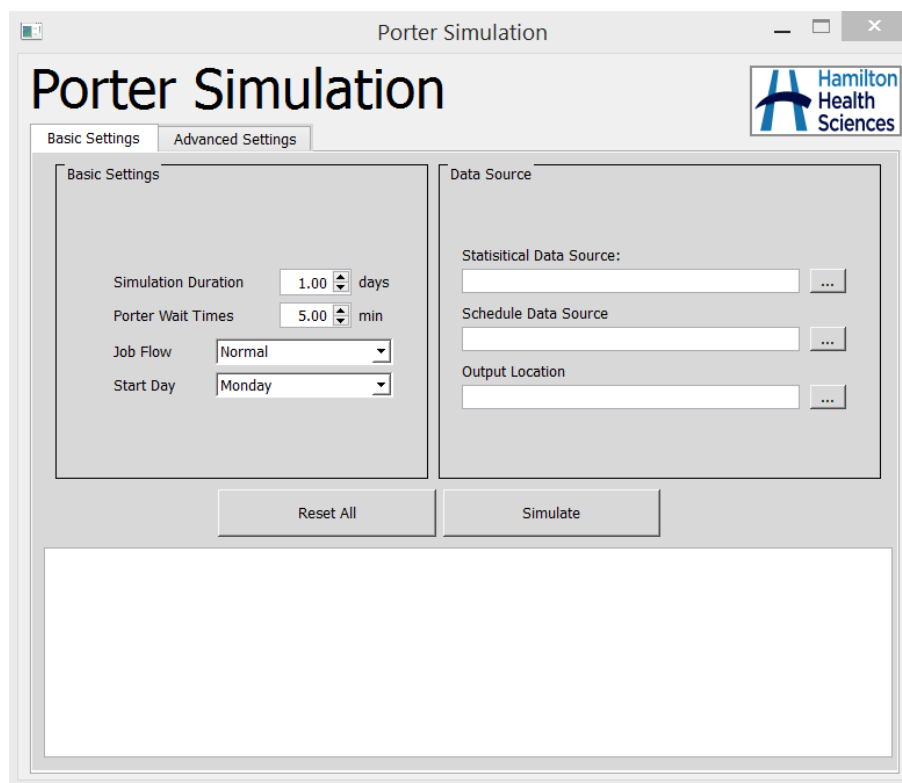 Porter Simulation
Porter Simulation
Hamilton
Health
Sciences
Basic Settings
Advanced Settings
Basic Settings
Simulation Duration 1.00 days
Porter Wait Times 5.00 min
Job Flow Normal
Start Day Monday
Data Source
Statisitical Data Source:
...
Schedule Data Source
...
Output Location
...
Reset All
Simulate